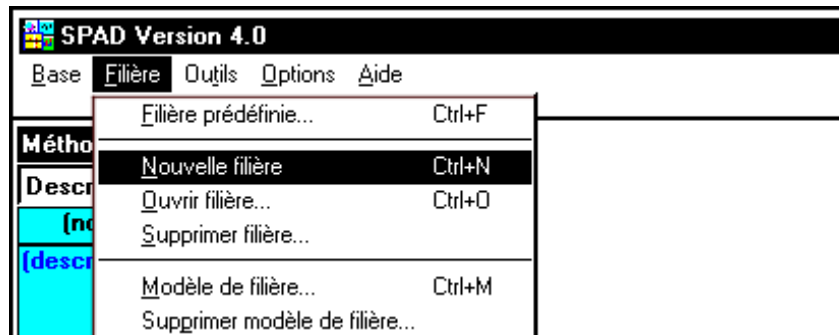 SPAD Version 4.0
Base Filière Outils Options Aide
Filière prédéfinie... Ctrl+F
Métho
Nouvelle filière Ctrl+N
Descr
Ouvrir filière... Ctrl+O
(no
Supprimer filière...
(descr
Modèle de filière... Ctrl+M
Supprimer modèle de filière...